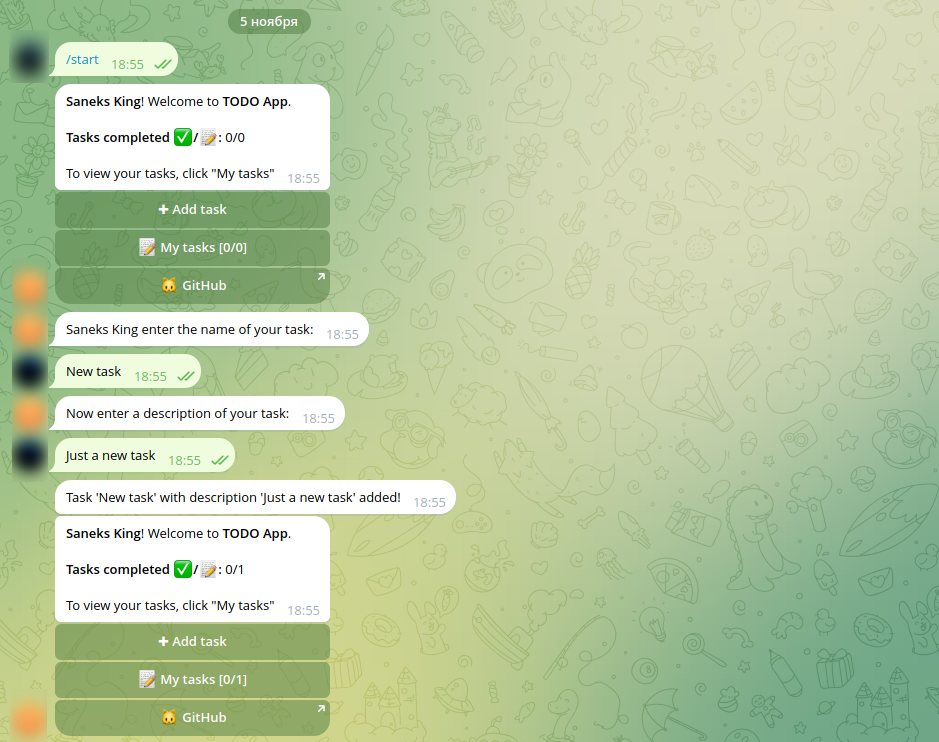 5 ноября
/start 18:55
Saneks King! Welcome to TODO App.
Tasks completed ✅/📝: 0/0
To view your tasks, click "My tasks" 18:55
➕ Add task
📝 My tasks [0/0]
🐱 GitHub
Saneks King enter the name of your task: 18:55
New task 18:55
Now enter a description of your task: 18:55
Just a new task 18:55
Task 'New task' with description 'Just a new task' added! 18:55
Saneks King! Welcome to TODO App.
Tasks completed ✅/📝: 0/1
To view your tasks, click "My tasks" 18:55
➕ Add task
📝 My tasks [0/1]
🐱 GitHub